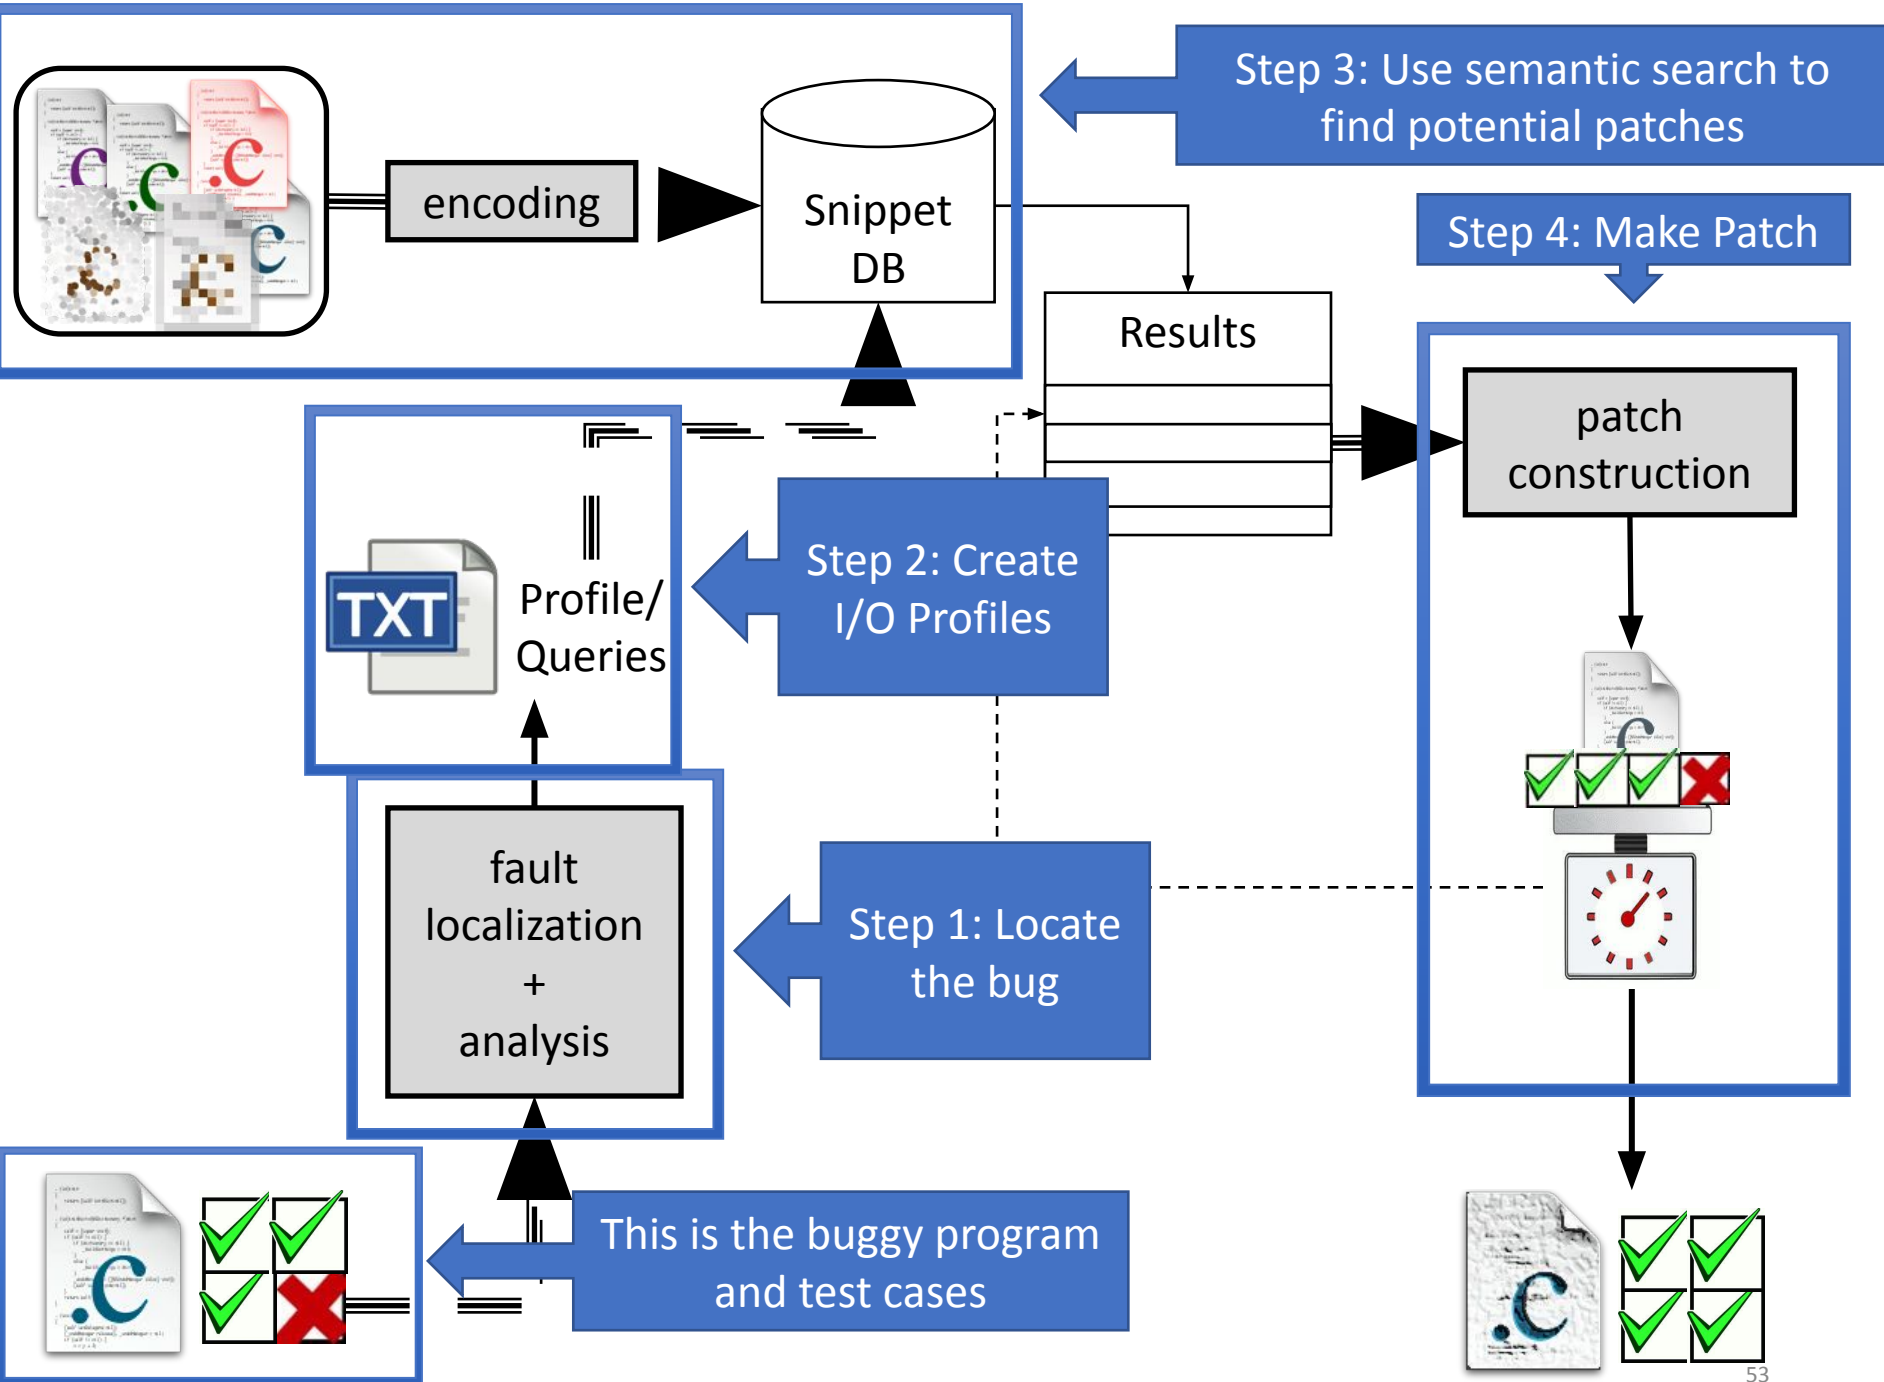 Step 3: Use semantic search to
find potential patches
encoding
Snippet
DB
.c
.c
.c
c
Step 4: Make Patch
Results
patch
construction
Step 2: Create
I/O Profiles
TXT
Profile/
Queries
fault
localization
+
analysis
Step 1: Locate
the bug
This is the buggy program
and test cases
.c
.c
53